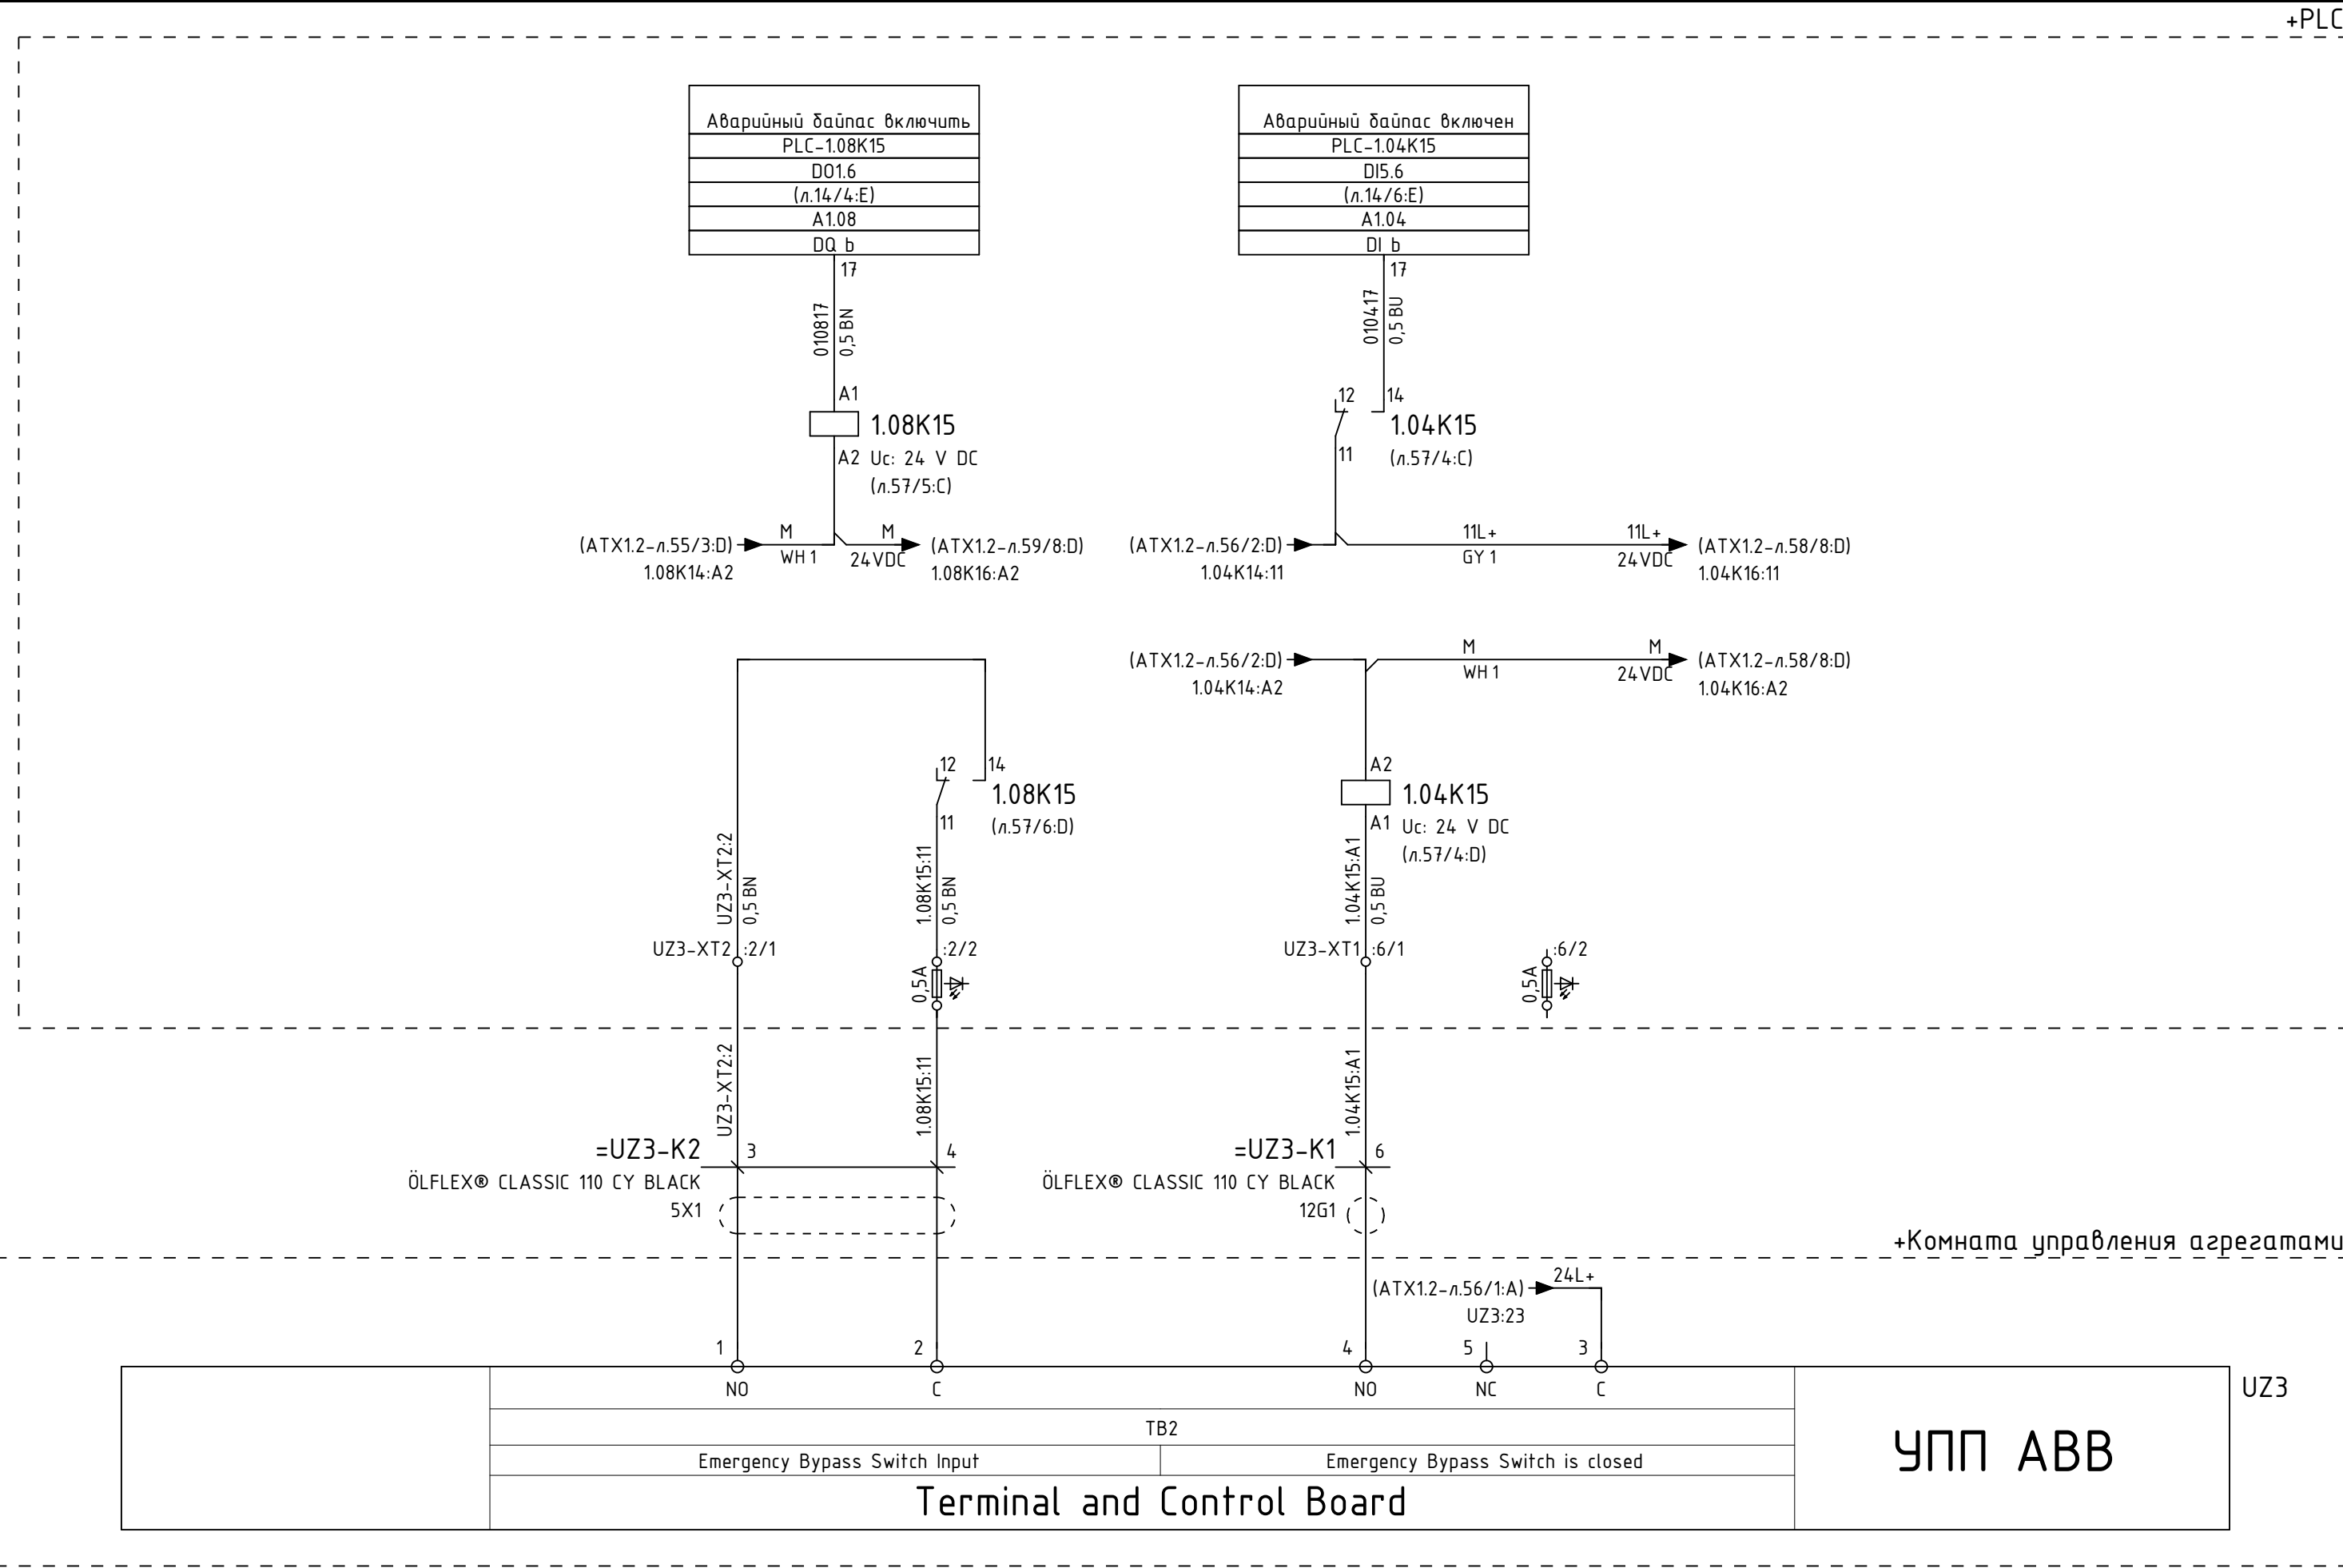 +PLC
Аварийный байпас включить
PLC-1.08K15
DO1.6
(л.14/4:E)
A1.08
DQ b
17
010817
0,5 BN
A1
1.08K15
A2 Uc: 24 V DC
(л.57/5:C)
(ATX1.2-л.55/3:D)
1.08K14:A2
M
WH 1
M
24VDC
(ATX1.2-л.59/8:D)
1.08K16:A2
Аварийный байпас включен
PLC-1.04K15
DI5.6
(л.14/6:E)
A1.04
DI b
17
010417
0,5 BU
12
14
1.04K15
11
(л.57/4:C)
(ATX1.2-л.56/2:D)
1.04K14:11
11L+
GY 1
11L+
24VDC
(ATX1.2-л.58/8:D)
1.04K16:11
(ATX1.2-л.56/2:D)
1.04K14:A2
M
WH 1
M
24VDC
(ATX1.2-л.58/8:D)
1.04K16:A2
12
14
1.08K15
11
(л.57/6:D)
UZ3-XT2:2
0,5 BN
1.08K15:11
0,5 BN
UZ3-XT2 :2/1
:2/2
0,5A
A2
1.04K15
A1 Uc: 24 V DC
(л.57/4:D)
1.04K15:A1
0,5 BU
UZ3-XT1 :6/1
:6/2
0,5A
UZ3-XT2:2
1.08K15:11
1.04K15:A1
=UZ3-K2
3
4
ÖLFLEX® CLASSIC 110 CY BLACK
5X1
=UZ3-K1
6
ÖLFLEX® CLASSIC 110 CY BLACK
12G1
+Комната управления агрегатами
(ATX1.2-л.56/1:A)
24L+
UZ3:23
1
2
4
5
3
NO
C
NO
NC
C
UZ3
TB2
Emergency Bypass Switch Input
Emergency Bypass Switch is closed
Terminal and Control Board
УПП ABB